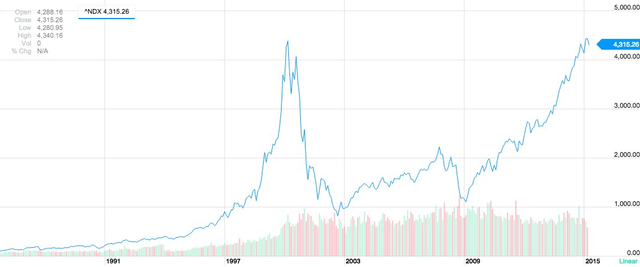 Open 4,288.16
Close 4,315.26
Low 4,280.95
High 4,340.16
Vol 0
% Chg N/A
^NDX 4,315.26
5,000.00
4,315.26
4,000.00
3,000.00
2,000.00
1,000.00
0.00
1991 1997 2003 2009 2015
Linear